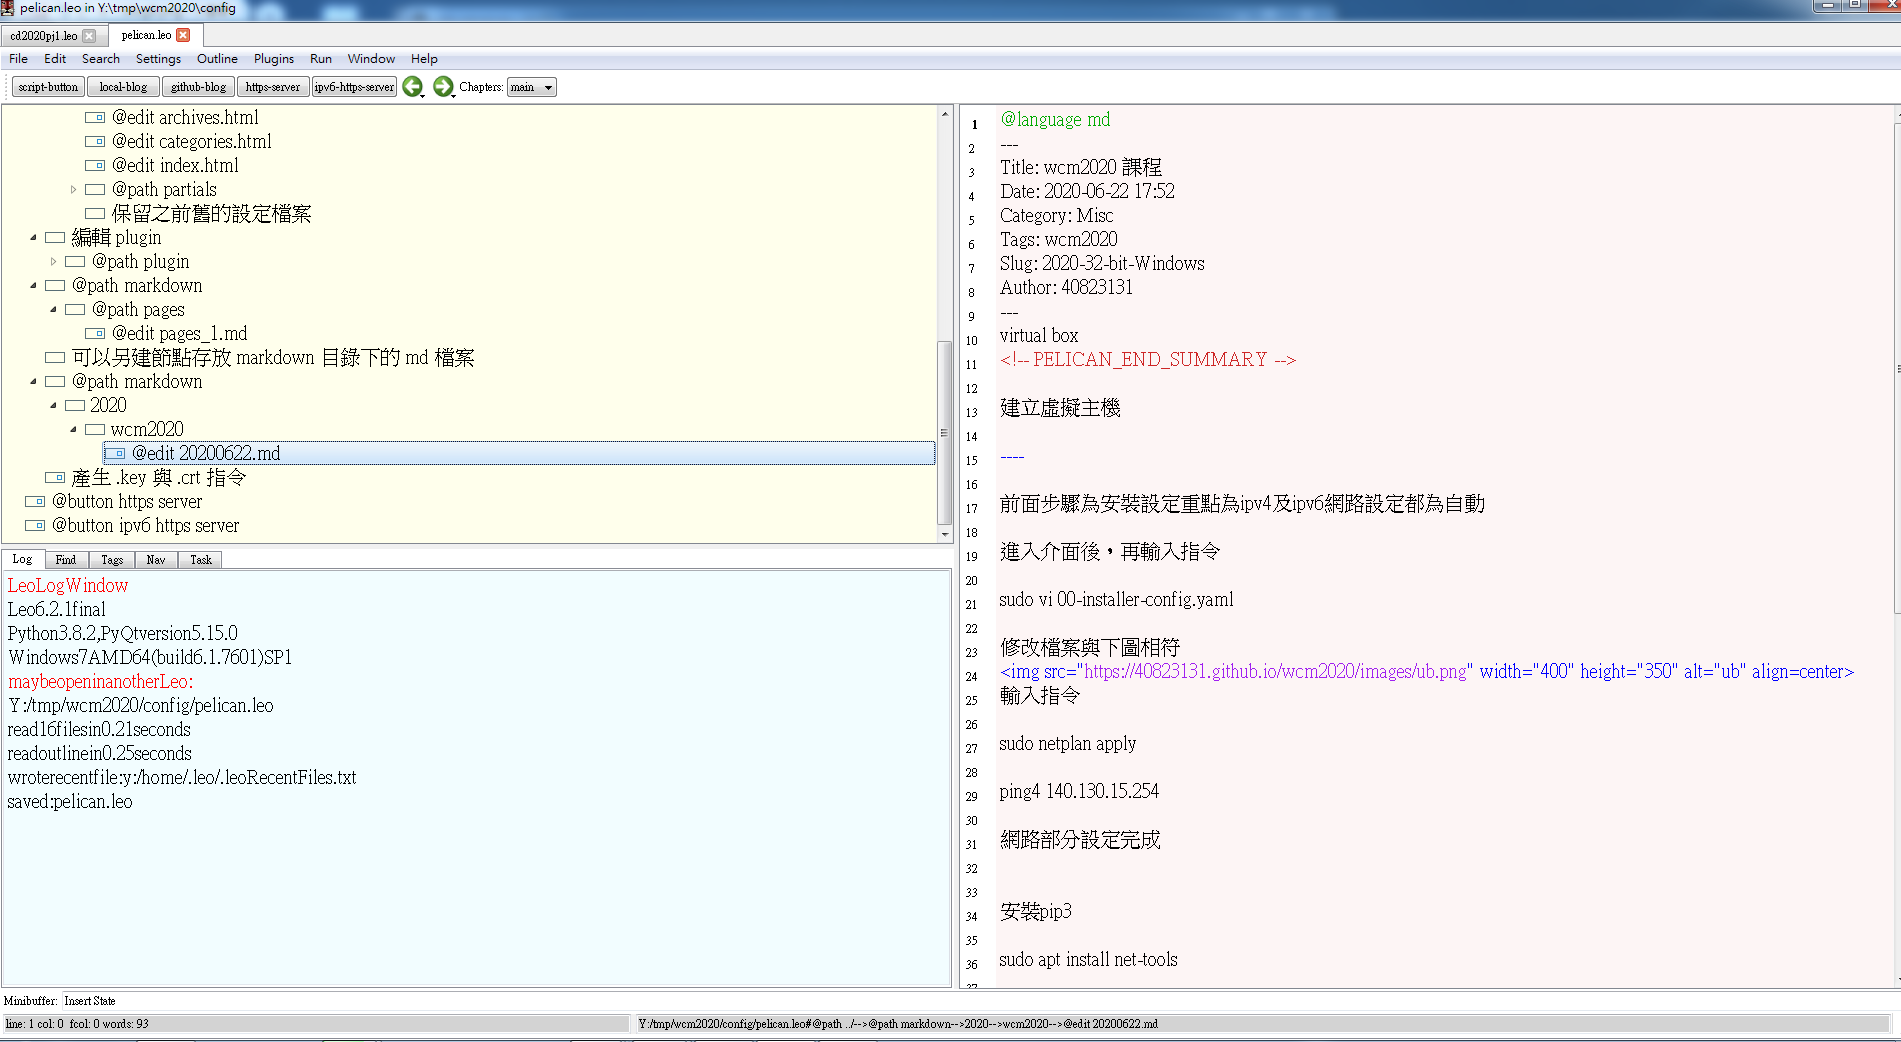 pelican.leo in Y:\tmp\wcm2020\config
cd2020pj1.leo
pelican.leo
File Edit Search Settings Outline Plugins Run Window Help
script-button local-blog github-blog https-server ipv6-https-server Chapters: main
@edit archives.html
@edit categories.html
@edit index.html
@path partials
保留之前舊的設定檔案
編輯 plugin
@path plugin
@path markdown
@path pages
@edit pages_1.md
可以另建節點存放 markdown 目錄下的 md 檔案
@path markdown
2020
wcm2020
@edit 20200622.md
產生 .key 與 .crt 指令
@button https server
@button ipv6 https server
Log Find Tags Nav Task
LeoLogWindow
Leo6.2.1final
Python3.8.2,PyQtversion5.15.0
Windows7AMD64(build6.1.7601)SP1
maybeopeninanotherLeo:
Y:/tmp/wcm2020/config/pelican.leo
read16filesin0.21seconds
readoutlinein0.25seconds
wroterecentfile:y:/home/.leo/.leoRecentFiles.txt
saved:pelican.leo
1 @language md
2 ---
3 Title: wcm2020 課程
4 Date: 2020-06-22 17:52
5 Category: Misc
6 Tags: wcm2020
7 Slug: 2020-32-bit-Windows
8 Author: 40823131
9 ---
10 virtual box
11 <!-- PELICAN_END_SUMMARY -->
12
13 建立虛擬主機
14
15 ----
16
17 前面步驟為安裝設定重點為ipv4及ipv6網路設定都為自動
18
19 進入介面後，再輸入指令
20
21 sudo vi 00-installer-config.yaml
22
23 修改檔案與下圖相符
24 <img src="https://40823131.github.io/wcm2020/images/ub.png" width="400" height="350" alt="ub" align=center>
25 輸入指令
26
27 sudo netplan apply
28
29 ping4 140.130.15.254
30
31 網路部分設定完成
32
33
34 安裝pip3
35
36 sudo apt install net-tools
37
Minibuffer: Insert State
line: 1 col: 0 fcol: 0 words: 93
Y:/tmp/wcm2020/config/pelican.leo#@path ../-->@path markdown-->2020-->wcm2020-->@edit 20200622.md